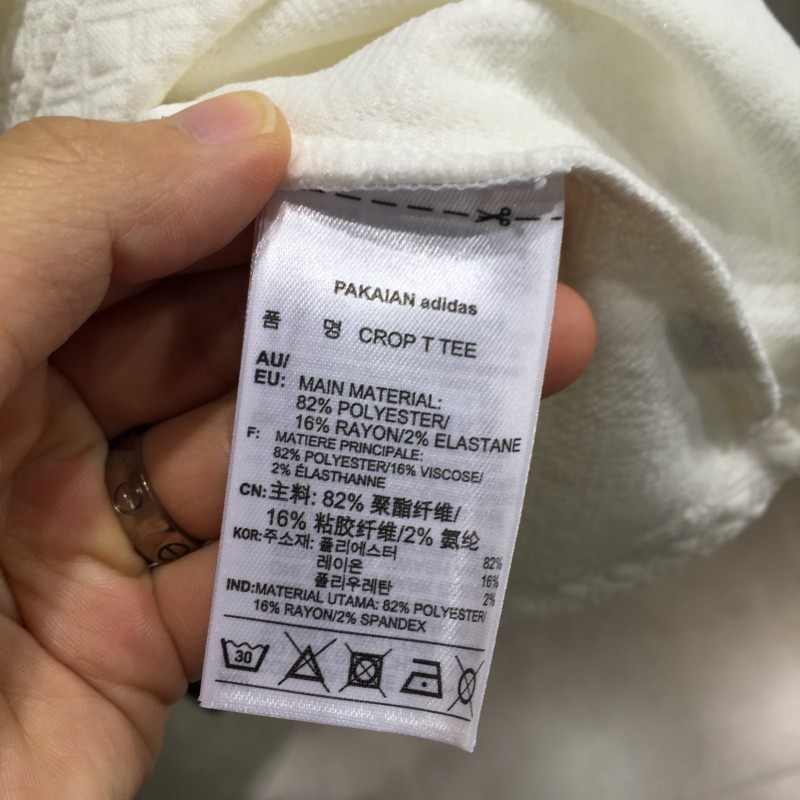 PAKAIAN adidas
품 명 CROP T TEE
AU/
EU: MAIN MATERIAL:
82% POLYESTER/
16% RAYON/2% ELASTANE
F: MATIERE PRINCIPALE:
82% POLYESTER/16% VISCOSE/
2% ÉLASTHANNE
CN:主料: 82% 聚酯纤维/
16% 粘胶纤维/2% 氨纶
KOR:주소재: 폴리에스터 82%
레이온 16%
폴리우레탄 2%
IND:MATERIAL UTAMA: 82% POLYESTER/
16% RAYON/2% SPANDEX
30